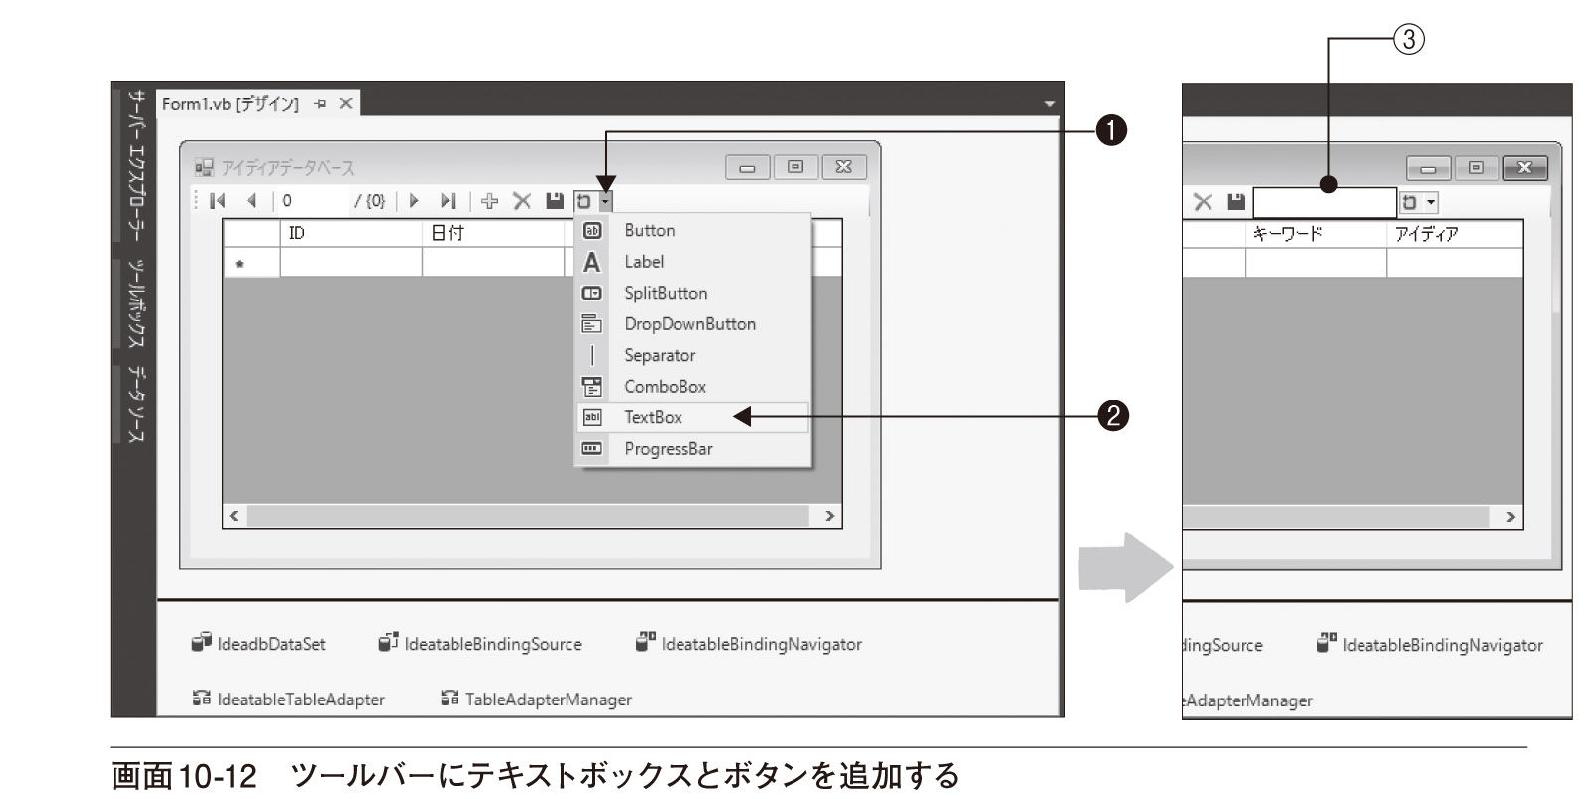 ③
サーバー エクスプローラー
ツールボックス
データ ソース
Form1.vb [デザイン]
❶
アイディアデータベース
0 / {0}
ID 日付
*
Button
Label
SplitButton
DropDownButton
Separator
ComboBox
TextBox
❷
ProgressBar
キーワード アイディア
IdeadbDataSet IdeatableBindingSource IdeatableBindingNavigator
IdeatableTableAdapter TableAdapterManager
dingSource IdeatableBindingNavigator
eAdapterManager
画面10-12 ツールバーにテキストボックスとボタンを追加する